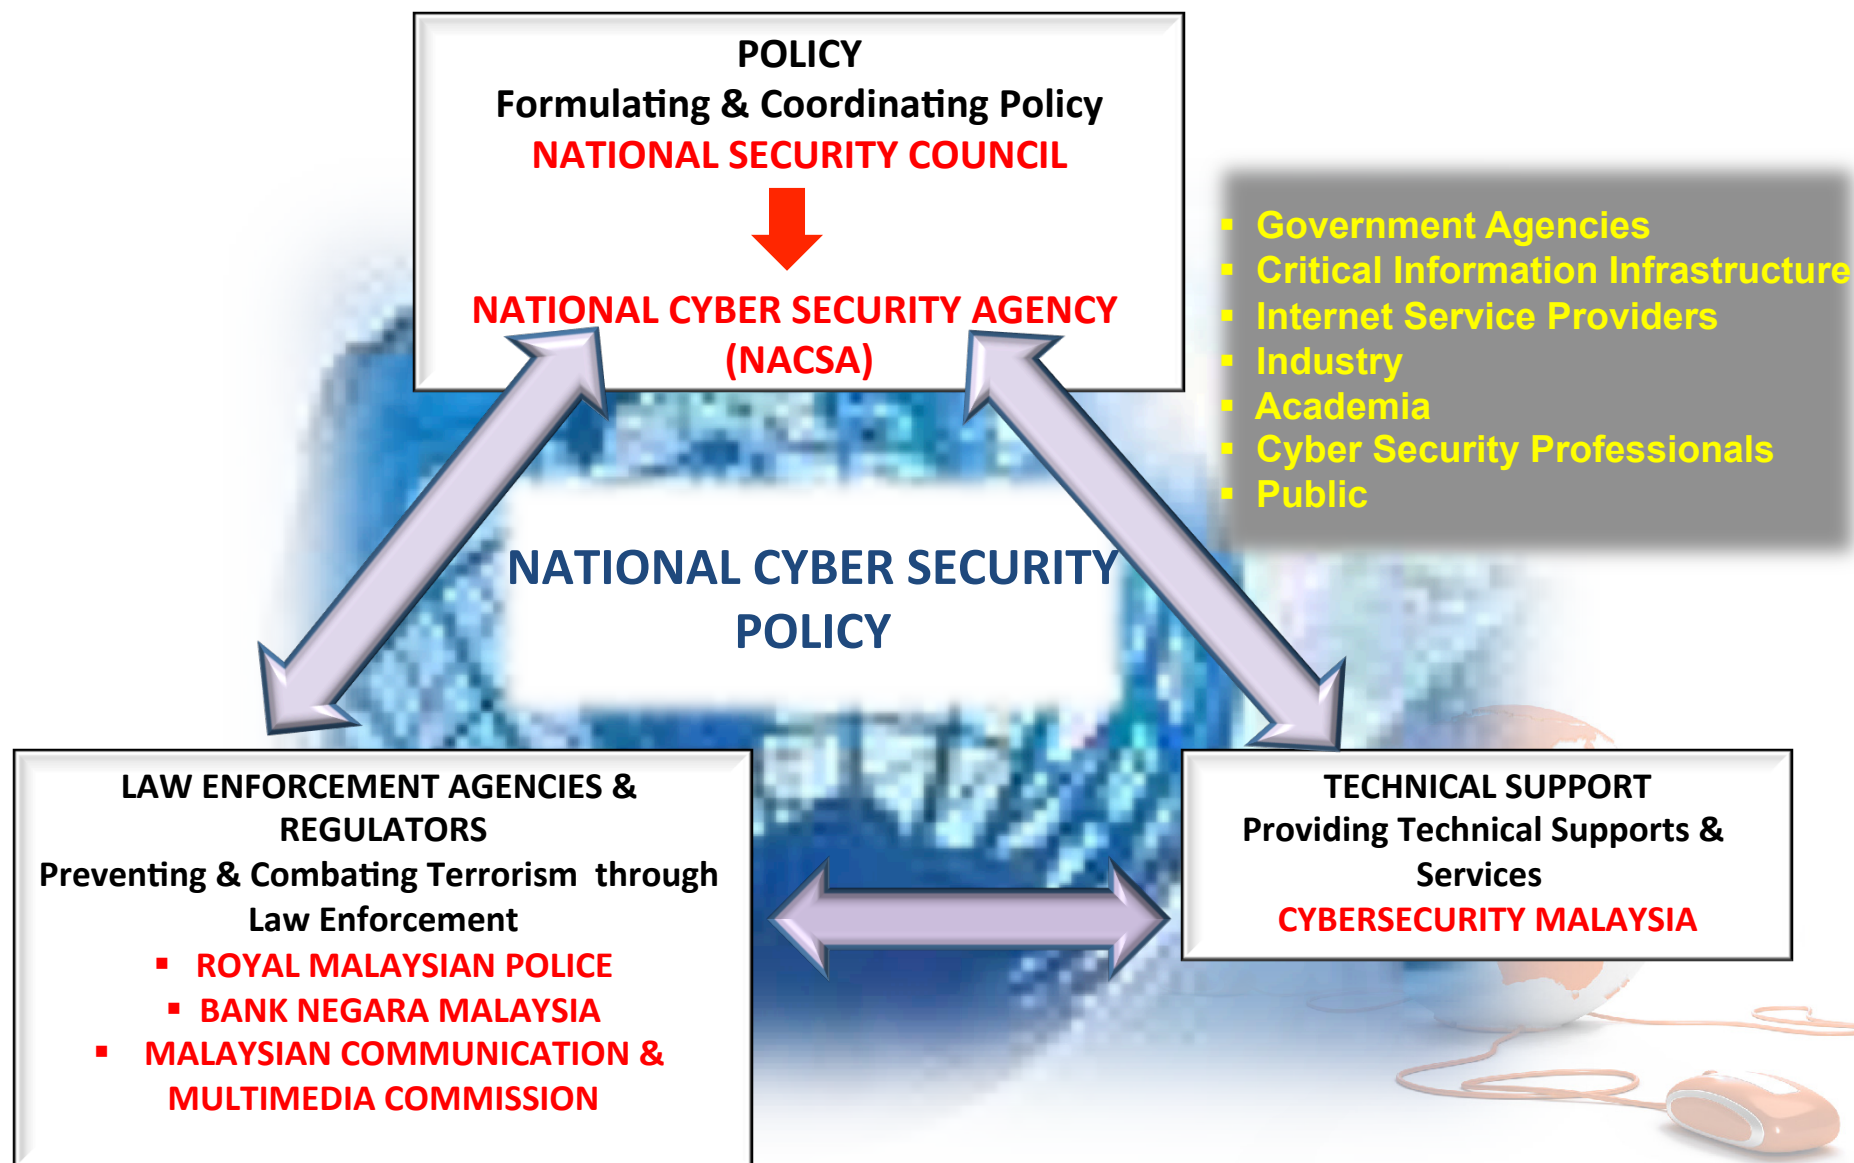 POLICY
Formulating & Coordinating Policy
NATIONAL SECURITY COUNCIL
NATIONAL CYBER SECURITY AGENCY
(NACSA)
▪ Government Agencies
▪ Critical Information Infrastructure
▪ Internet Service Providers
▪ Industry
▪ Academia
▪ Cyber Security Professionals
▪ Public
NATIONAL CYBER SECURITY
POLICY
LAW ENFORCEMENT AGENCIES &
REGULATORS
Preventing & Combating Terrorism through
Law Enforcement
▪ ROYAL MALAYSIAN POLICE
▪ BANK NEGARA MALAYSIA
▪ MALAYSIAN COMMUNICATION &
MULTIMEDIA COMMISSION
TECHNICAL SUPPORT
Providing Technical Supports &
Services
CYBERSECURITY MALAYSIA